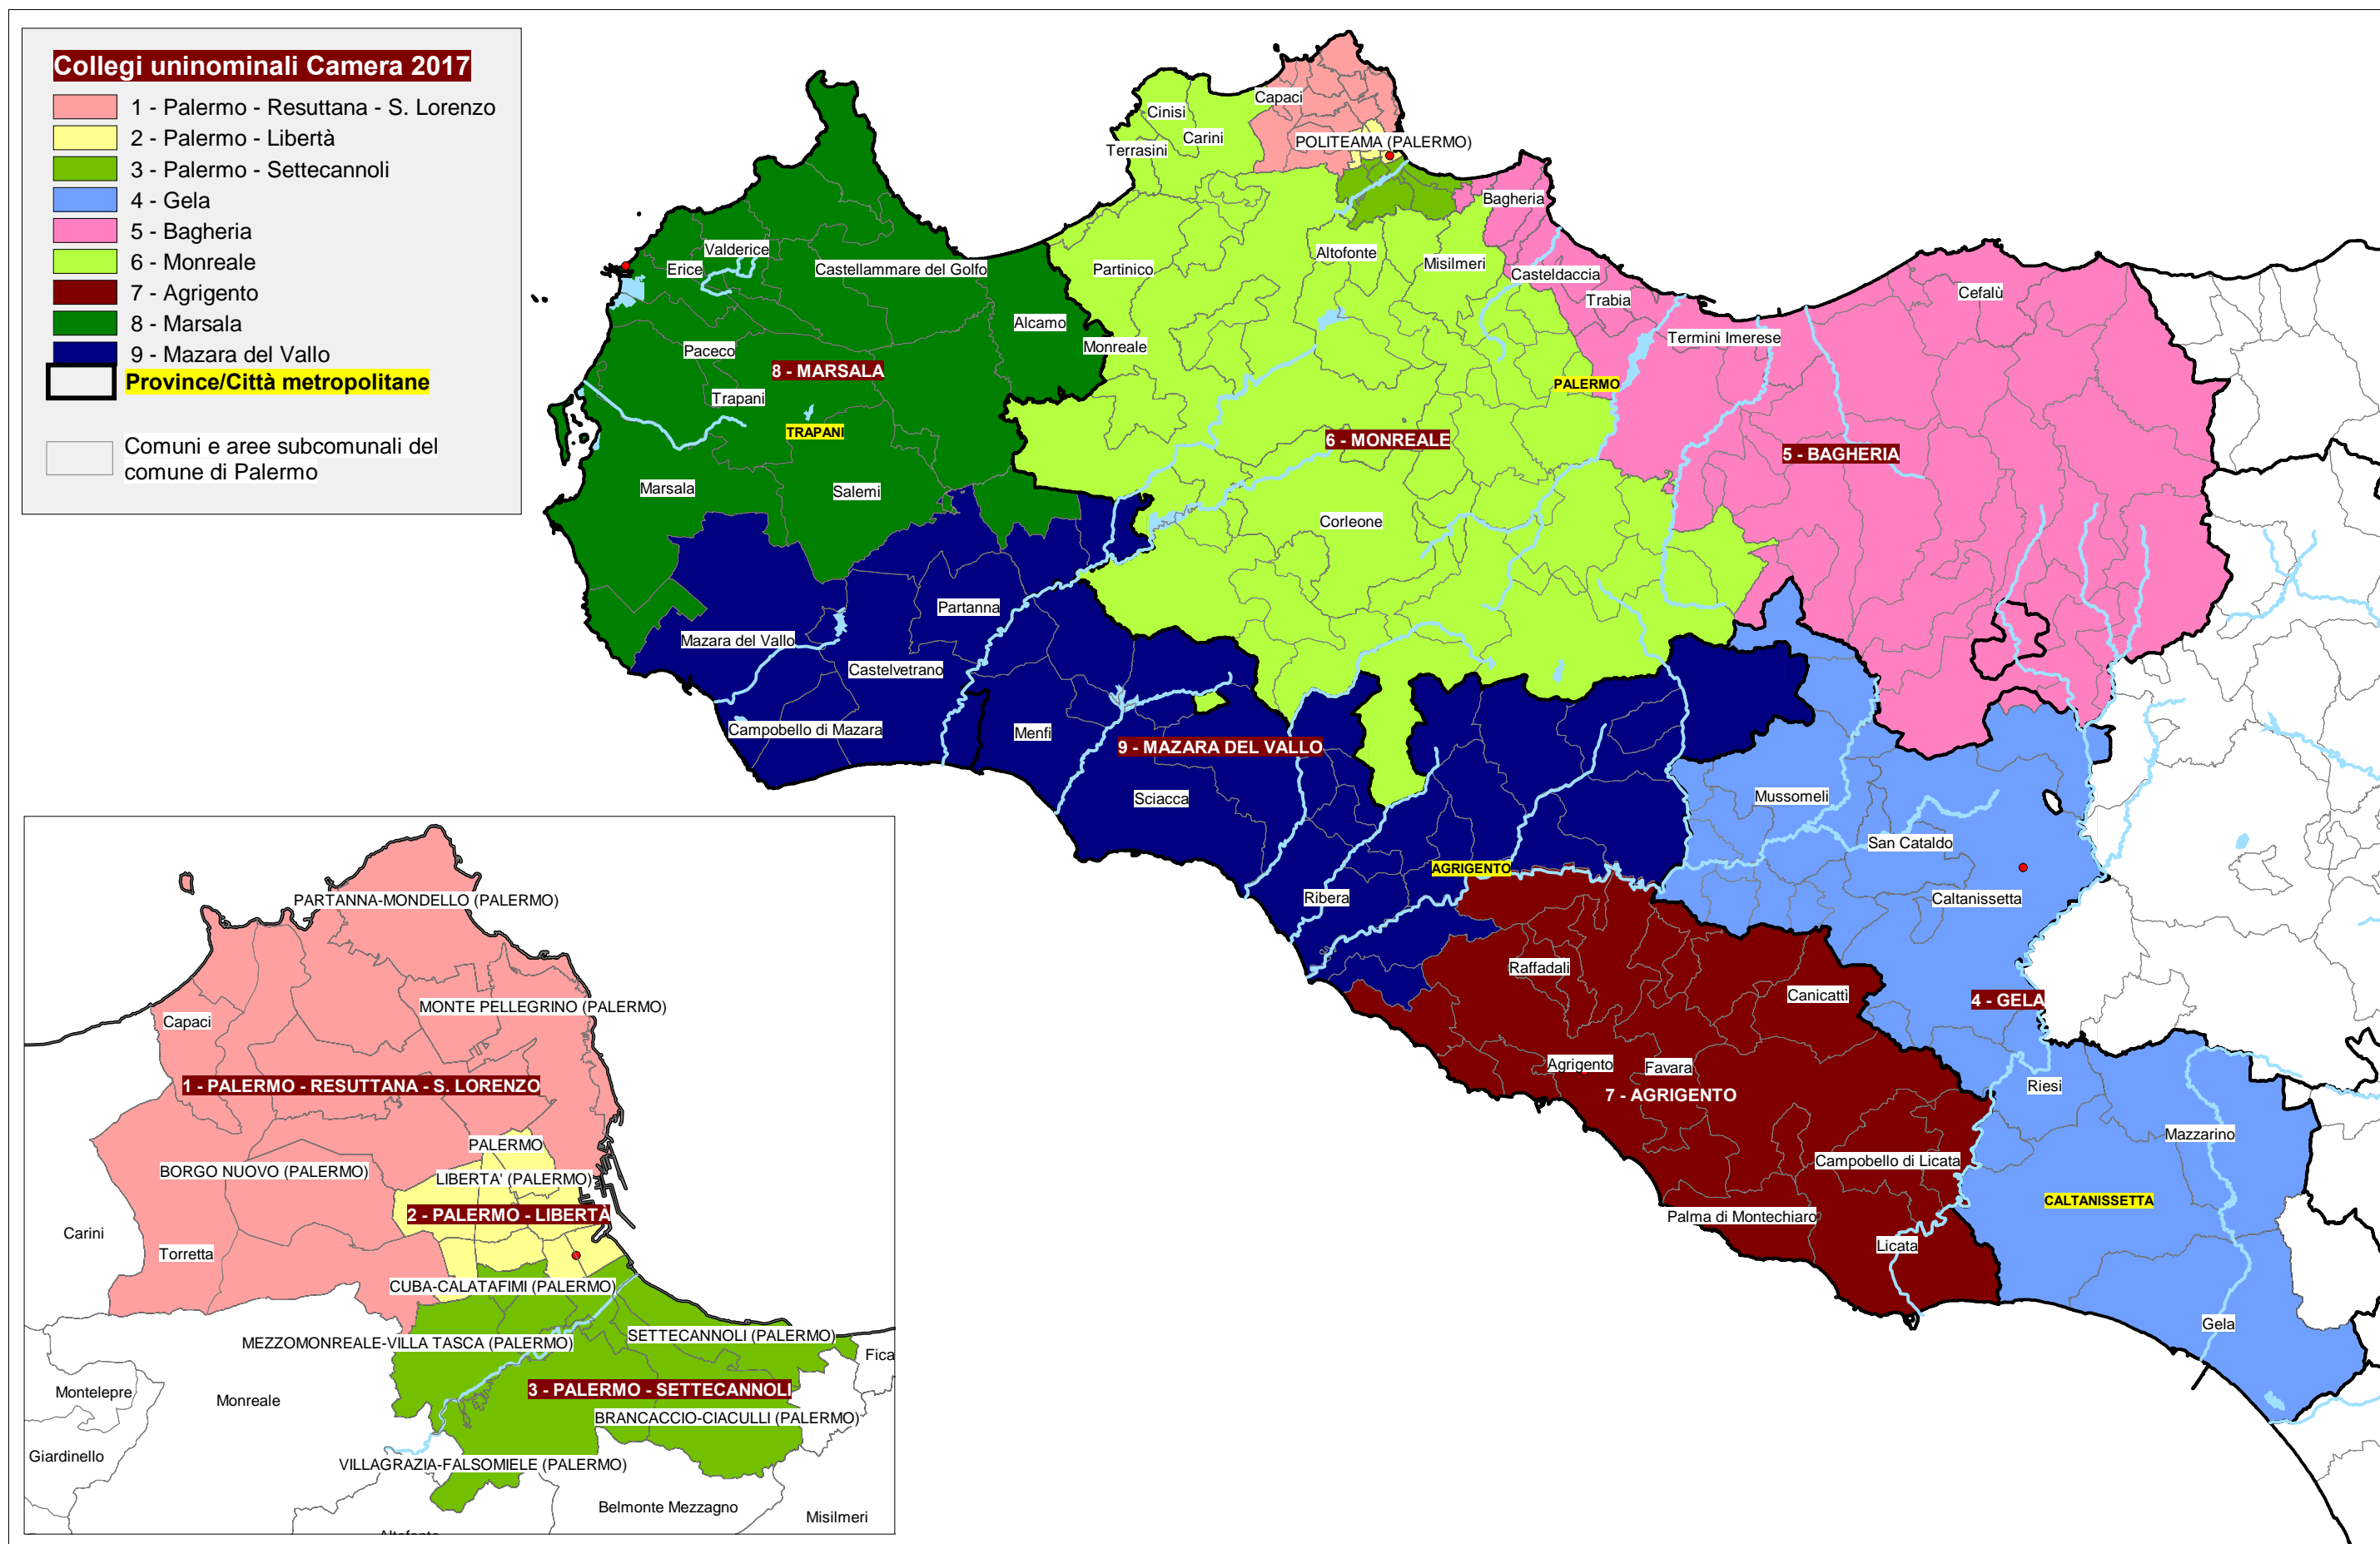 Collegi uninominali Camera 2017
1 - Palermo - Resuttana - S. Lorenzo
2 - Palermo - Libertà
3 - Palermo - Settecannoli
4 - Gela
5 - Bagheria
6 - Monreale
7 - Agrigento
8 - Marsala
9 - Mazara del Vallo
Province/Città metropolitane
Comuni e aree subcomunali del
comune di Palermo
Cinisi
Capaci
Carini
Terrasini
POLITEAMA (PALERMO)
Bagheria
Valderice
Erice
Castellammare del Golfo
Partinico
Altofonte
Misilmeri
Casteldaccia
Trabia
Cefalù
Alcamo
Monreale
Termini Imerese
Paceco
8 - MARSALA
PALERMO
Trapani
TRAPANI
6 - MONREALE
5 - BAGHERIA
Marsala
Salemi
Corleone
Partanna
Mazara del Vallo
Castelvetrano
Campobello di Mazara
Menfi
9 - MAZARA DEL VALLO
Sciacca
Mussomeli
San Cataldo
AGRIGENTO
Ribera
Caltanissetta
Raffadali
Canicattì
4 - GELA
Agrigento
Favara
7 - AGRIGENTO
Riesi
Mazzarino
Campobello di Licata
CALTANISSETTA
Palma di Montechiaro
Licata
Gela
PARTANNA-MONDELLO (PALERMO)
MONTE PELLEGRINO (PALERMO)
Capaci
1 - PALERMO - RESUTTANA - S. LORENZO
PALERMO
BORGO NUOVO (PALERMO)
LIBERTA' (PALERMO)
2 - PALERMO - LIBERTÀ
Carini
Torretta
CUBA-CALATAFIMI (PALERMO)
MEZZOMONREALE-VILLA TASCA (PALERMO)
SETTECANNOLI (PALERMO)
Fica
Montelepre
Monreale
3 - PALERMO - SETTECANNOLI
BRANCACCIO-CIACULLI (PALERMO)
Giardinello
VILLAGRAZIA-FALSOMIELE (PALERMO)
Belmonte Mezzagno
Misilmeri
Altofonte